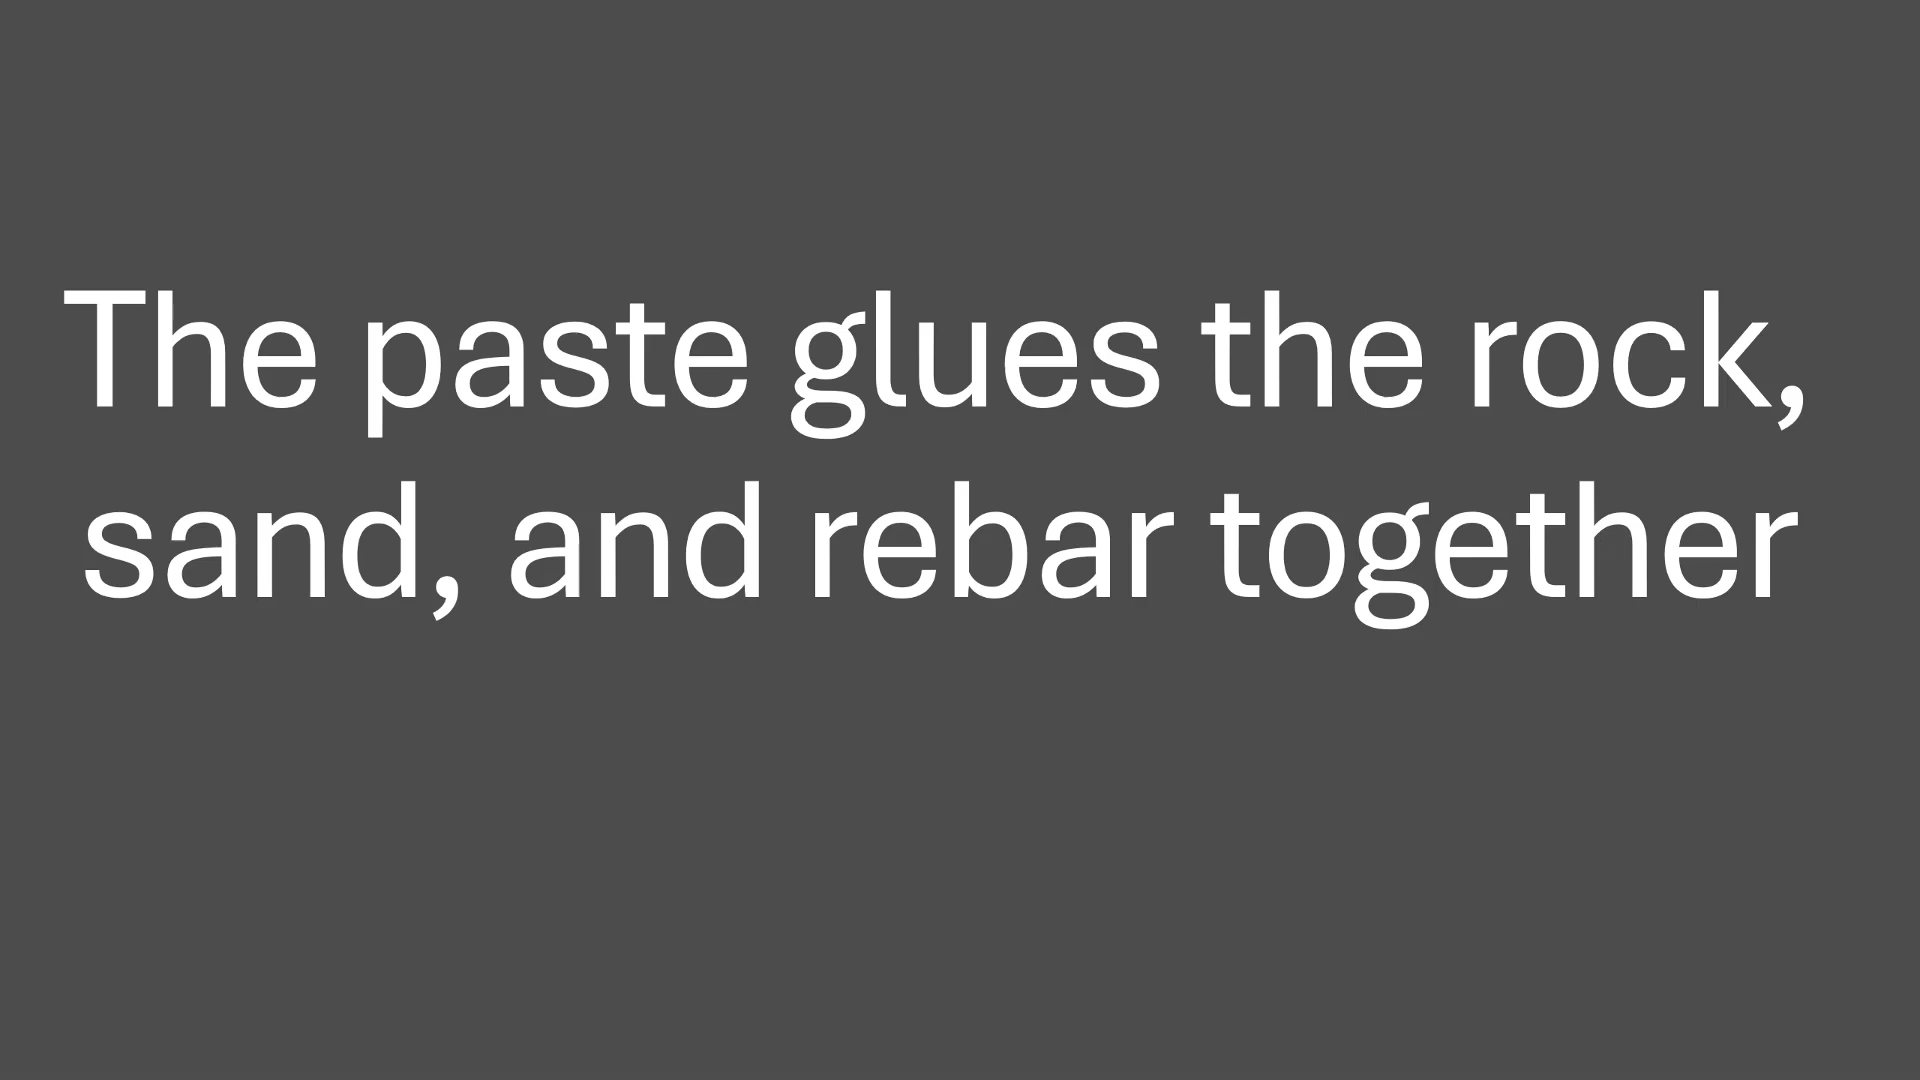 The paste glues the rock,
sand, and rebar together